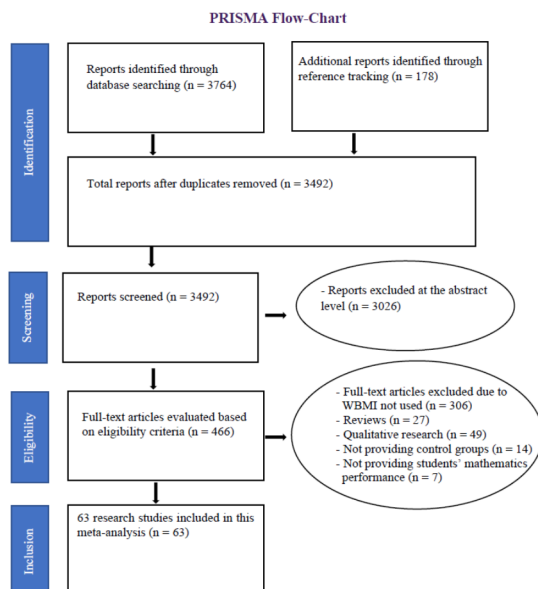 PRISMA Flow-Chart
Identification
Reports identified through
database searching (n = 3764)
Additional reports identified through
reference tracking (n = 178)
Total reports after duplicates removed (n = 3492)
Screening
Reports screened (n = 3492)
- Reports excluded at the abstract
level (n = 3026)
Eligibility
Full-text articles evaluated based
on eligibility criteria (n = 466)
- Full-text articles excluded due to
WBMI not used (n = 306)
- Reviews (n = 27)
- Qualitative research (n = 49)
- Not providing control groups (n = 14)
- Not providing students' mathematics
performance (n = 7)
Inclusion
63 research studies included in this
meta-analysis (n = 63)